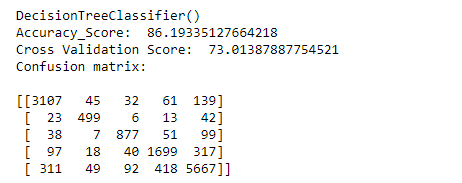 DecisionTreeClassifier()
Accuracy_Score:  86.19335127664218
Cross Validation Score:  73.01387887754521
Confusion matrix:
[[3107   45   32   61  139]
 [  23  499    6   13   42]
 [  38    7  877   51   99]
 [  97   18   40 1699  317]
 [ 311   49   92  418 5667]]